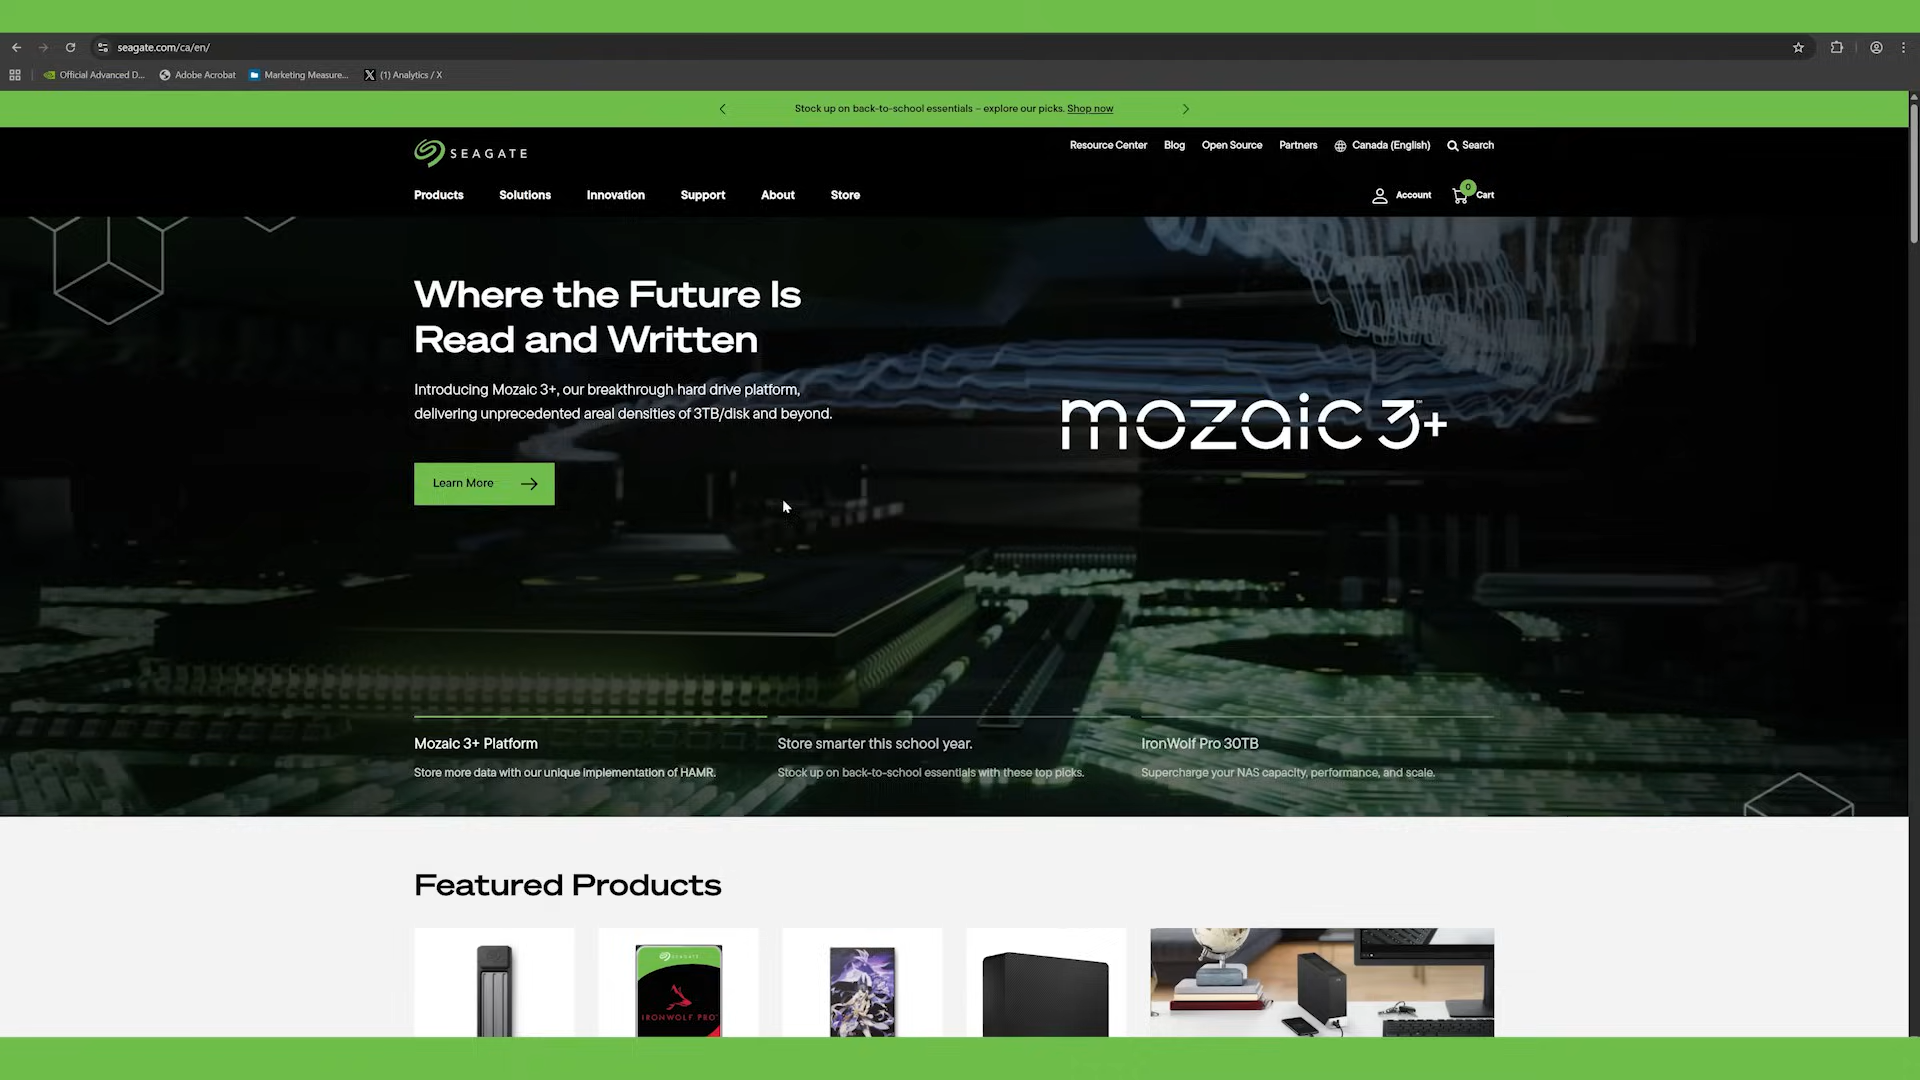 seagate.com/ca/en/
Official Advanced D...
Adobe Acrobat
Marketing Measure...
(1) Analytics / X
Stock up on back-to-school essentials – explore our picks. Shop now
SEAGATE
Resource Center
Blog
Open Source
Partners
Canada (English)
Search
Products
Solutions
Innovation
Support
About
Store
Account
0
Cart
Where the Future Is
Read and Written
Introducing Mozaic 3+, our breakthrough hard drive platform,
delivering unprecedented areal densities of 3TB/disk and beyond.
mozaic 3™+
Learn More
Mozaic 3+ Platform
Store more data with our unique implementation of HAMR.
Store smarter this school year.
Stock up on back-to-school essentials with these top picks.
IronWolf Pro 30TB
Supercharge your NAS capacity, performance, and scale.
Featured Products
SEAGATE
IRONWOLF PRO